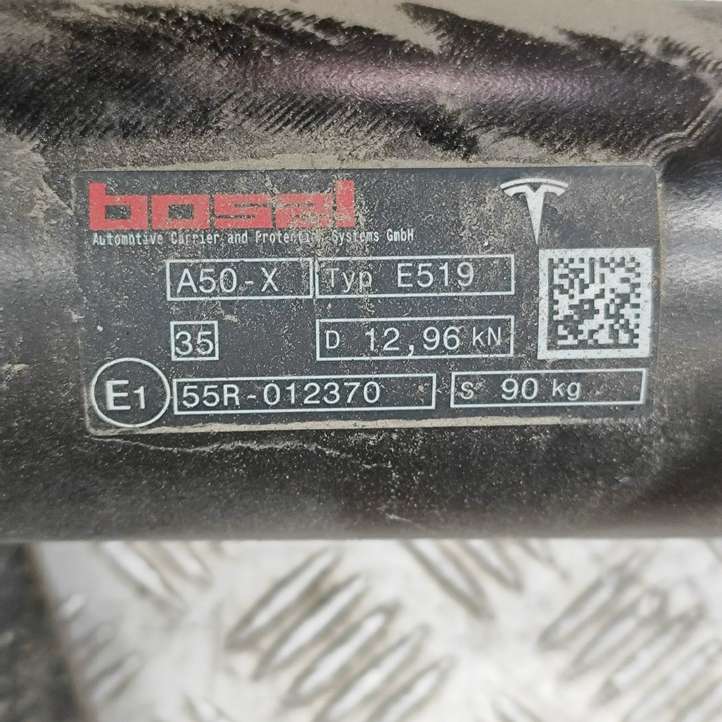 bosal
Automotive Carrier and Protection Systems GmbH
A50-X Typ E519
35 D 12,96 kN
E1 55R-012370 S 90 kg